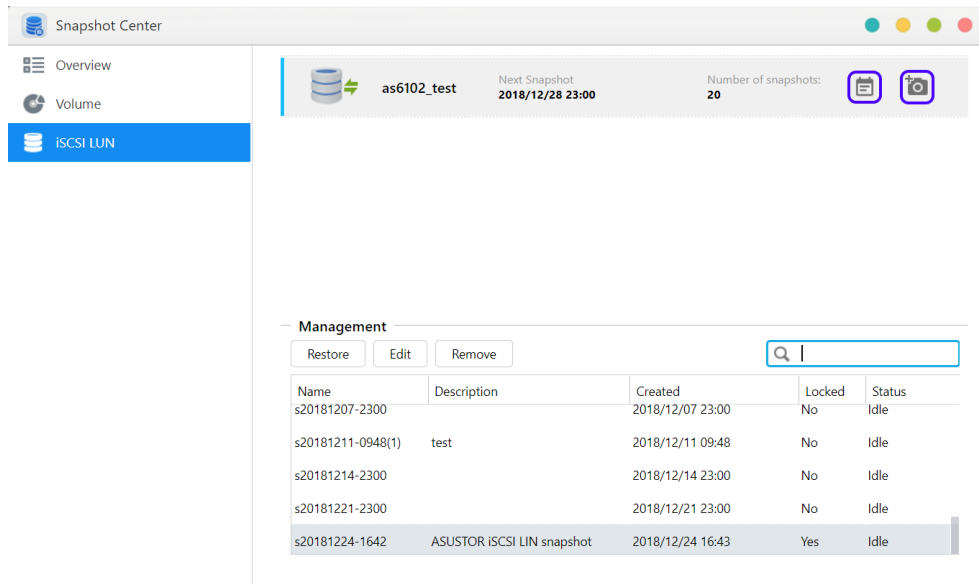 Snapshot Center
Overview
Volume
iSCSI LUN
as6102_test
Next Snapshot
2018/12/28 23:00
Number of snapshots:
20
Management
Restore Edit Remove
Name Description Created Locked Status
s20181207-2300 2018/12/07 23:00 No Idle
s20181211-0948(1) test 2018/12/11 09:48 No Idle
s20181214-2300 2018/12/14 23:00 No Idle
s20181221-2300 2018/12/21 23:00 No Idle
s20181224-1642 ASUSTOR iSCSI LIN snapshot 2018/12/24 16:43 Yes Idle